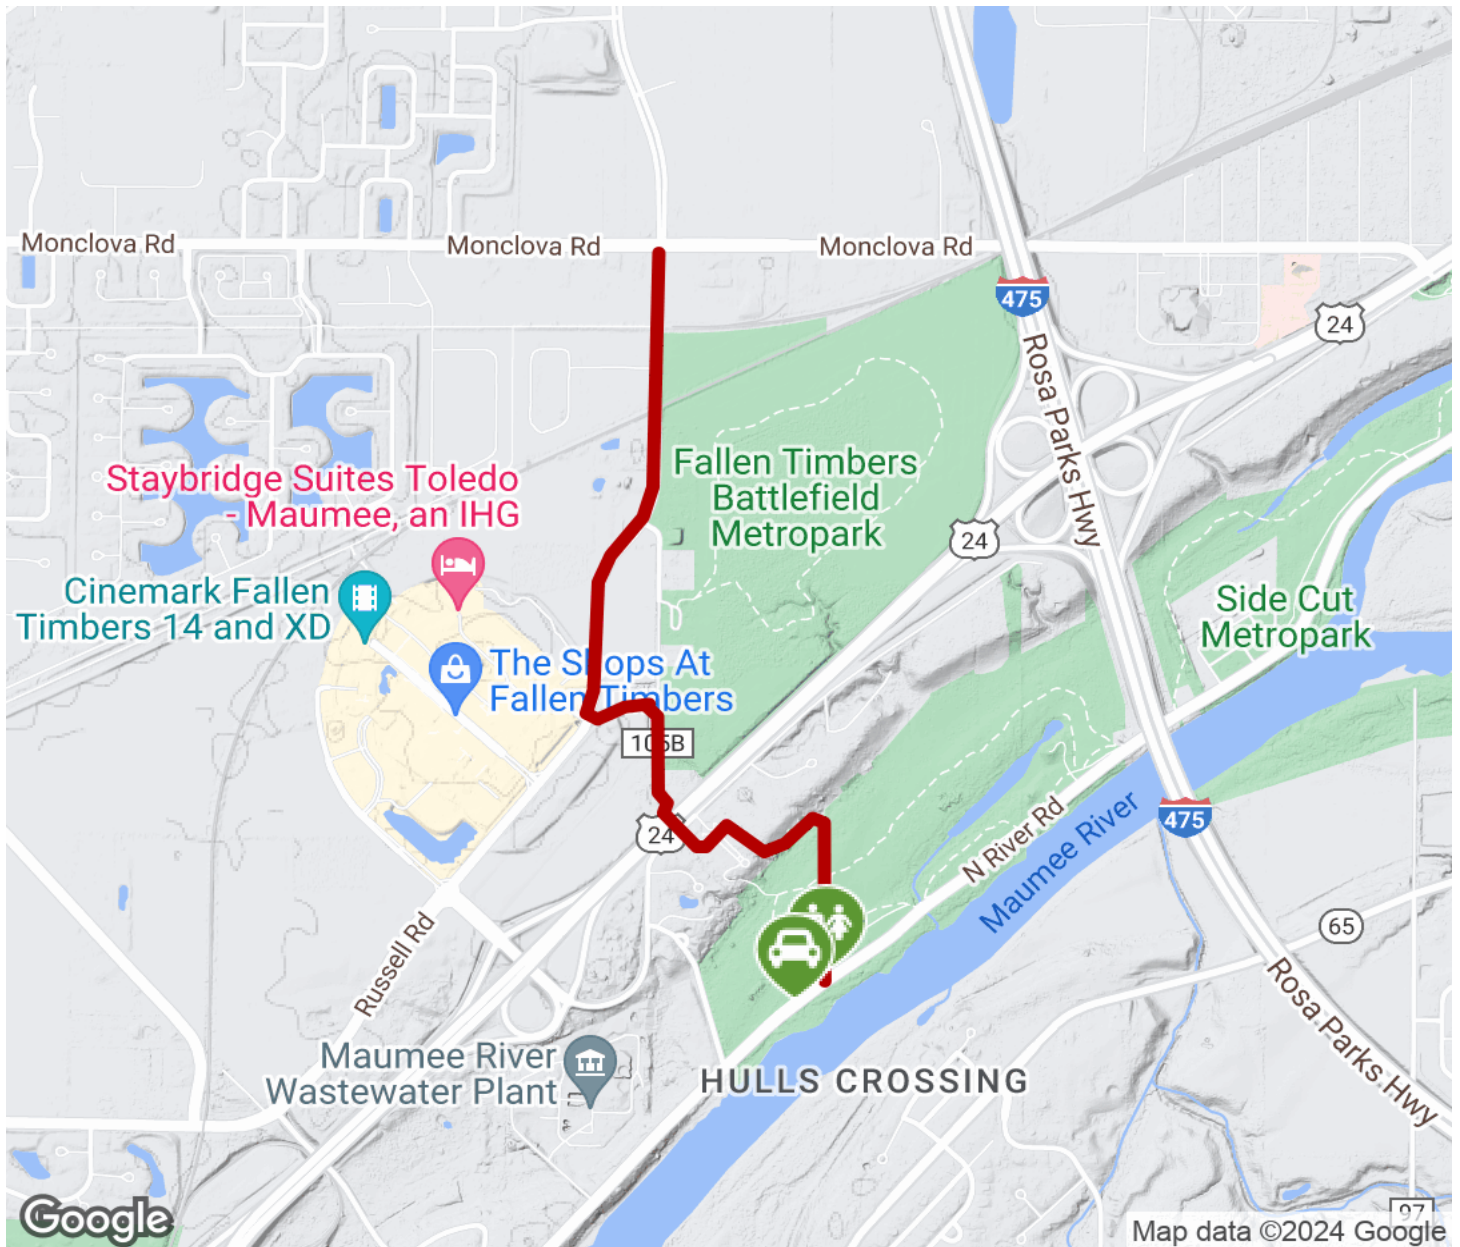 Monclova Rd
Monclova Rd
Monclova Rd
475
24
Rosa Parks Hwy
Staybridge Suites Toledo
- Maumee, an IHG
Fallen Timbers
Battlefield
Metropark
24
Cinemark Fallen
Timbers 14 and XD
Side Cut
Metropark
The Shops At
Fallen Timbers
105B
24
475
N River Rd
Maumee River
Russell Rd
65
Rosa Parks Hwy
Maumee River
Wastewater Plant
HULLS CROSSING
97
Google
Map data ©2024 Google